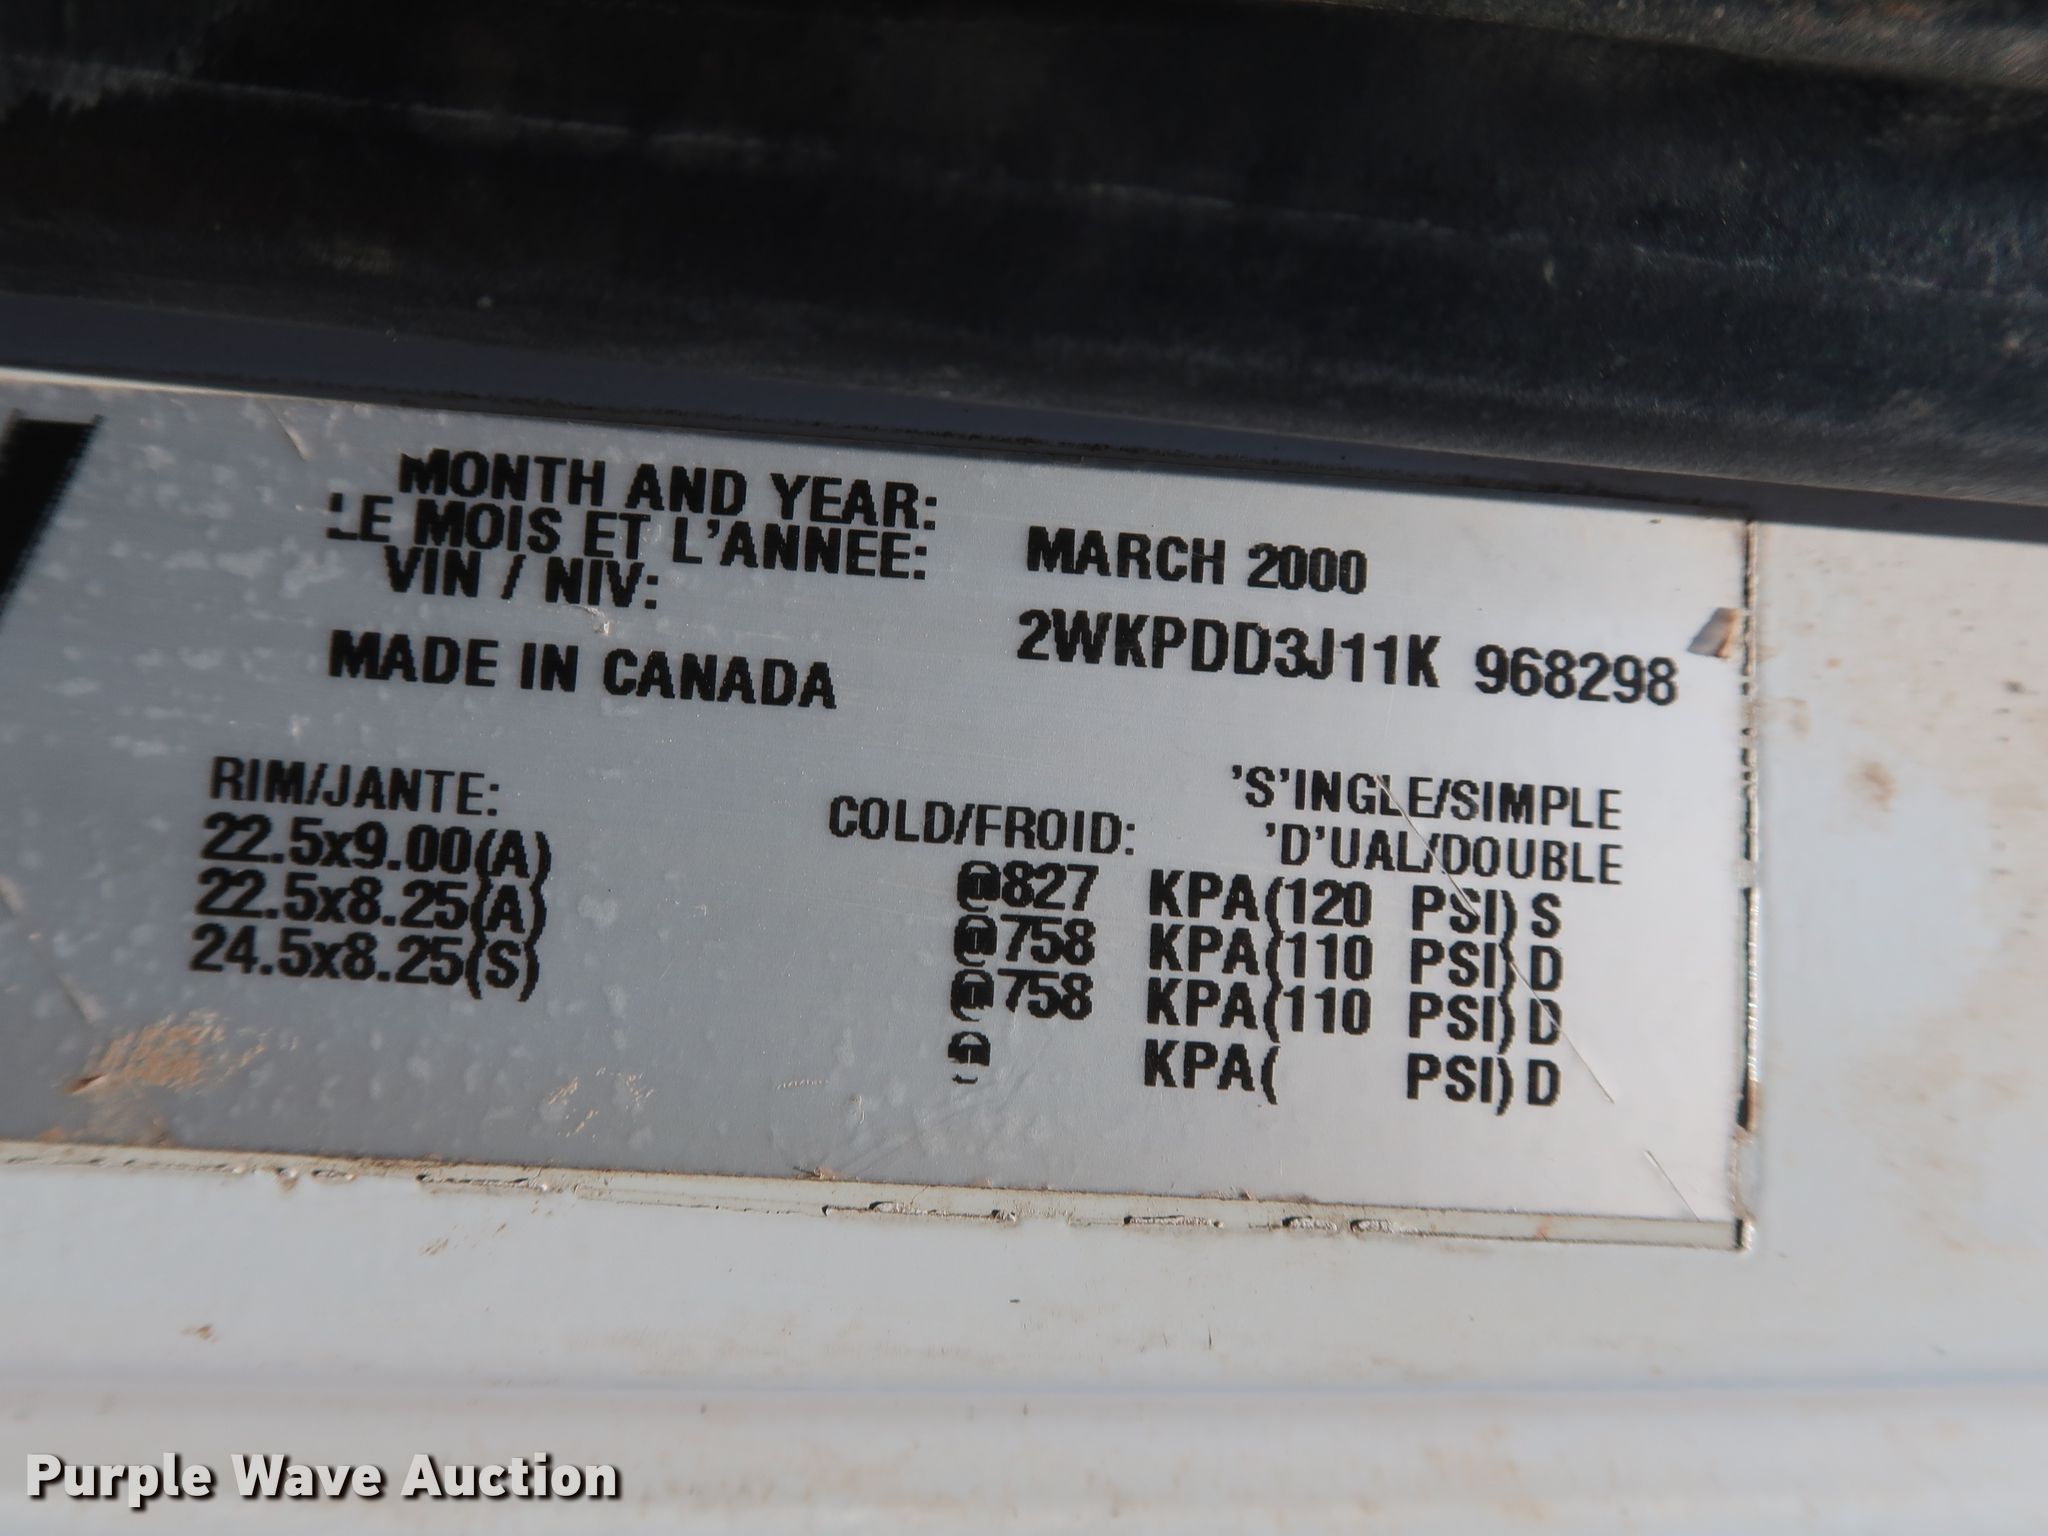 MONTH AND YEAR:
LE MOIS ET L'ANNEE: MARCH 2000
VIN / NIV: 2WKPDD3J11K 968298
MADE IN CANADA
RIM/JANTE: COLD/FROID: 'S'INGLE/SIMPLE
'D'UAL/DOUBLE
22.5x9.00(A) @827 KPA(120 PSI) S
22.5x8.25(A) @758 KPA(110 PSI) D
24.5x8.25(S) @758 KPA(110 PSI) D
@ KPA( PSI) D
Purple Wave Auction